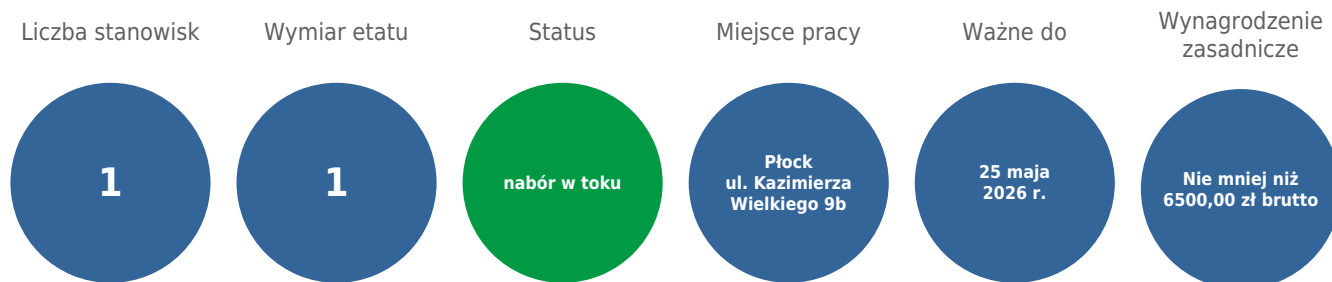 Liczba stanowisk
1
Wymiar etatu
1
Status
nabór w toku
Miejsce pracy
Płock
ul. Kazimierza
Wielkiego 9b
Ważne do
25 maja
2026 r.
Wynagrodzenie
zasadnicze
Nie mniej niż
6500,00 zł brutto